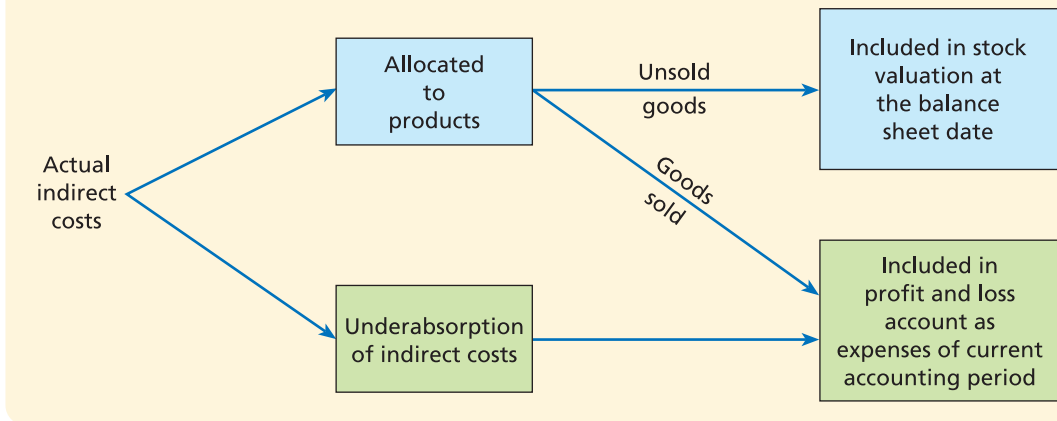 Actual
indirect
costs
Allocated
to
products
Unsold
goods
Included in stock
valuation at
the balance
sheet date
Goods
sold
Underabsorption
of indirect costs
Included in
profit and loss
account as
expenses of current
accounting period